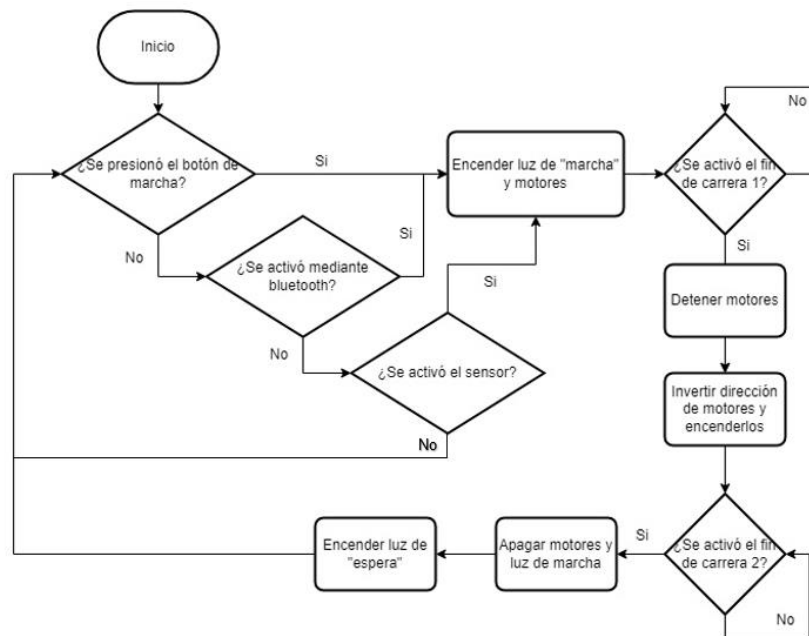 Inicio
¿Se presionó el botón de
marcha?
Si
No
¿Se activó mediante
bluetooth?
Si
No
¿Se activó el sensor?
Si
No
Encender luz de "marcha"
y motores
¿Se activó el fin
de carrera 1?
No
Si
Detener motores
Invertir dirección
de motores y
encenderlos
¿Se activó el fin
de carrera 2?
No
Si
Apagar motores y
luz de marcha
Encender luz de
"espera"